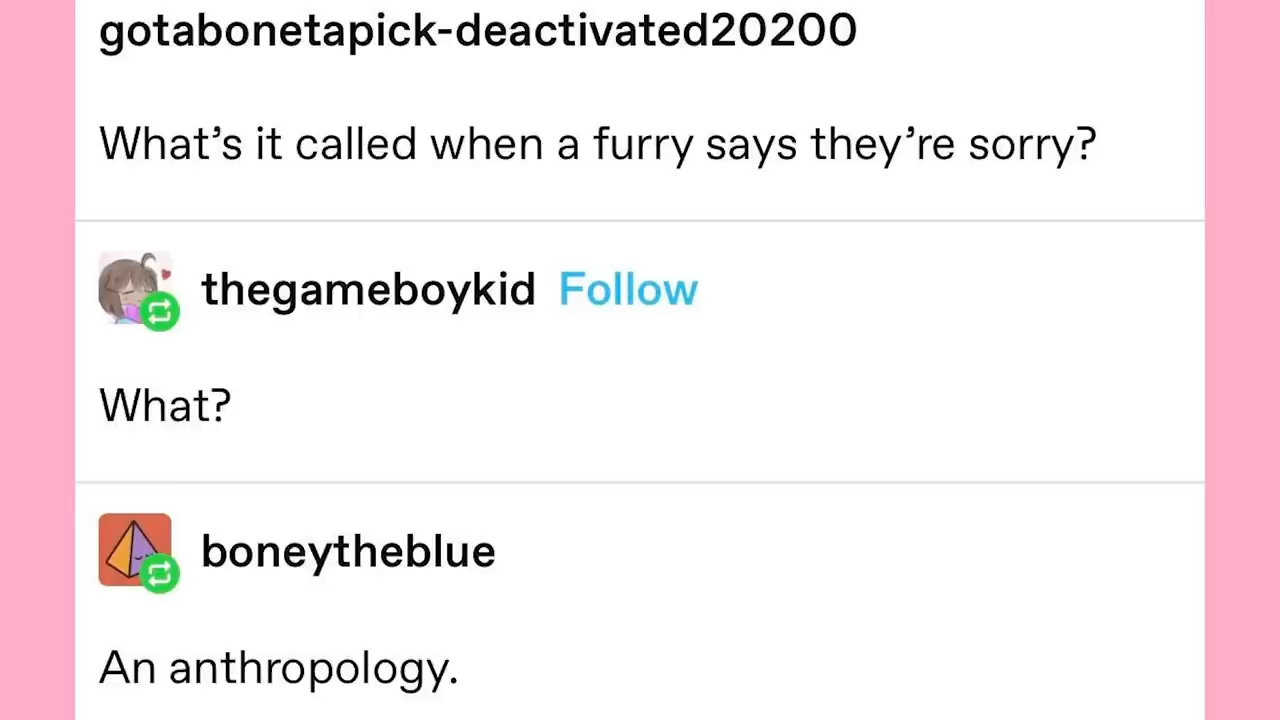 gotabonetapick-deactivated20200
What’s it called when a furry says they’re sorry?
thegameboykid Follow
What?
boneytheblue
An anthropology.